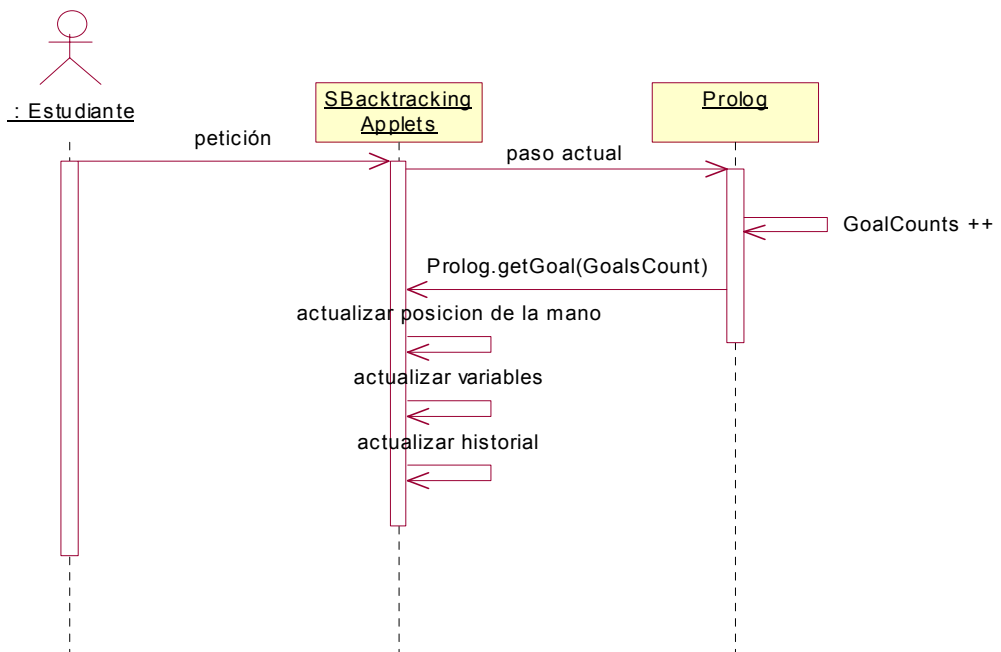 : Estudiante
SBacktracking
Applets
Prolog
petición
paso actual
GoalCounts ++
Prolog.getGoal(GoalsCount)
actualizar posicion de la mano
actualizar variables
actualizar historial